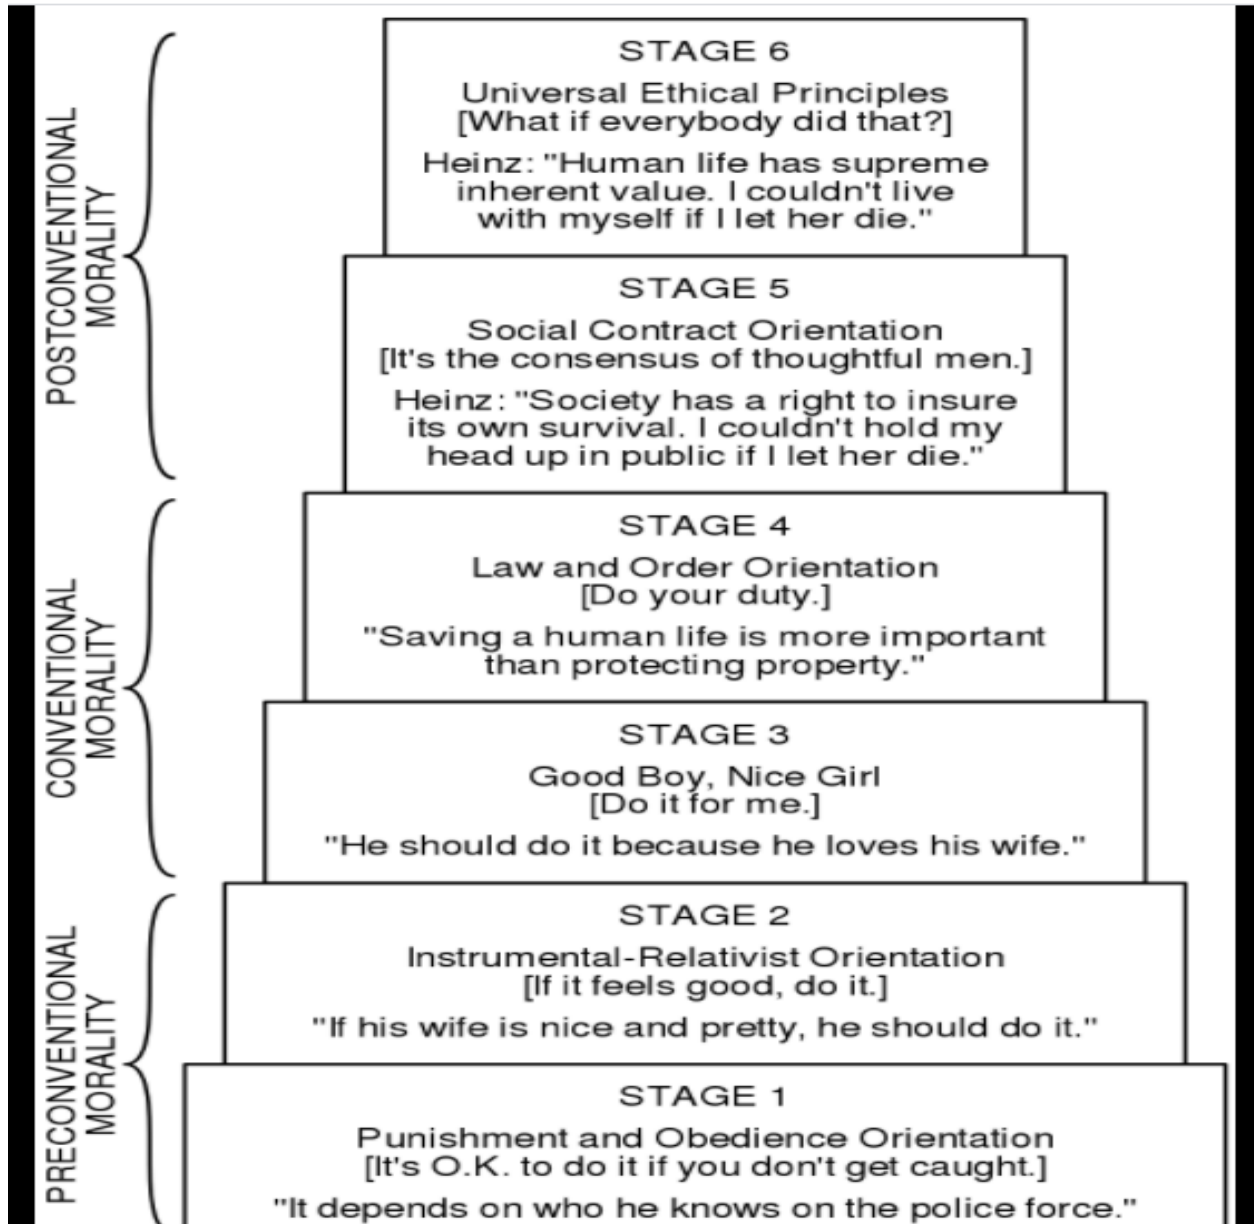 POSTCONVENTIONAL
MORALITY
STAGE 6
Universal Ethical Principles
[What if everybody did that?]
Heinz: "Human life has supreme
inherent value. I couldn't live
with myself if I let her die."
STAGE 5
Social Contract Orientation
[It's the consensus of thoughtful men.]
Heinz: "Society has a right to insure
its own survival. I couldn't hold my
head up in public if I let her die."
CONVENTIONAL
MORALITY
STAGE 4
Law and Order Orientation
[Do your duty.]
"Saving a human life is more important
than protecting property."
STAGE 3
Good Boy, Nice Girl
[Do it for me.]
"He should do it because he loves his wife."
PRECONVENTIONAL
MORALITY
STAGE 2
Instrumental-Relativist Orientation
[If it feels good, do it.]
"If his wife is nice and pretty, he should do it."
STAGE 1
Punishment and Obedience Orientation
[It's O.K. to do it if you don't get caught.]
"It depends on who he knows on the police force."